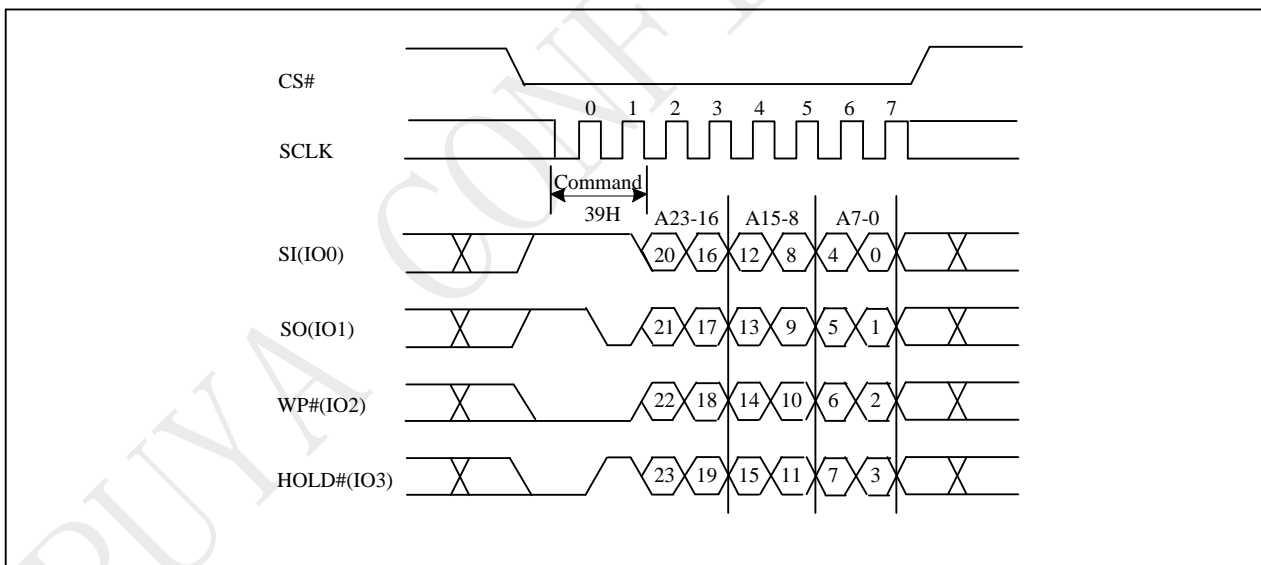 PUYA CONF
CS#
0 1 2 3 4 5 6 7
SCLK
Command
39H
A23-16 A15-8 A7-0
SI(IO0) 20 16 12 8 4 0
SO(IO1) 21 17 13 9 5 1
WP#(IO2) 22 18 14 10 6 2
HOLD#(IO3) 23 19 15 11 7 3